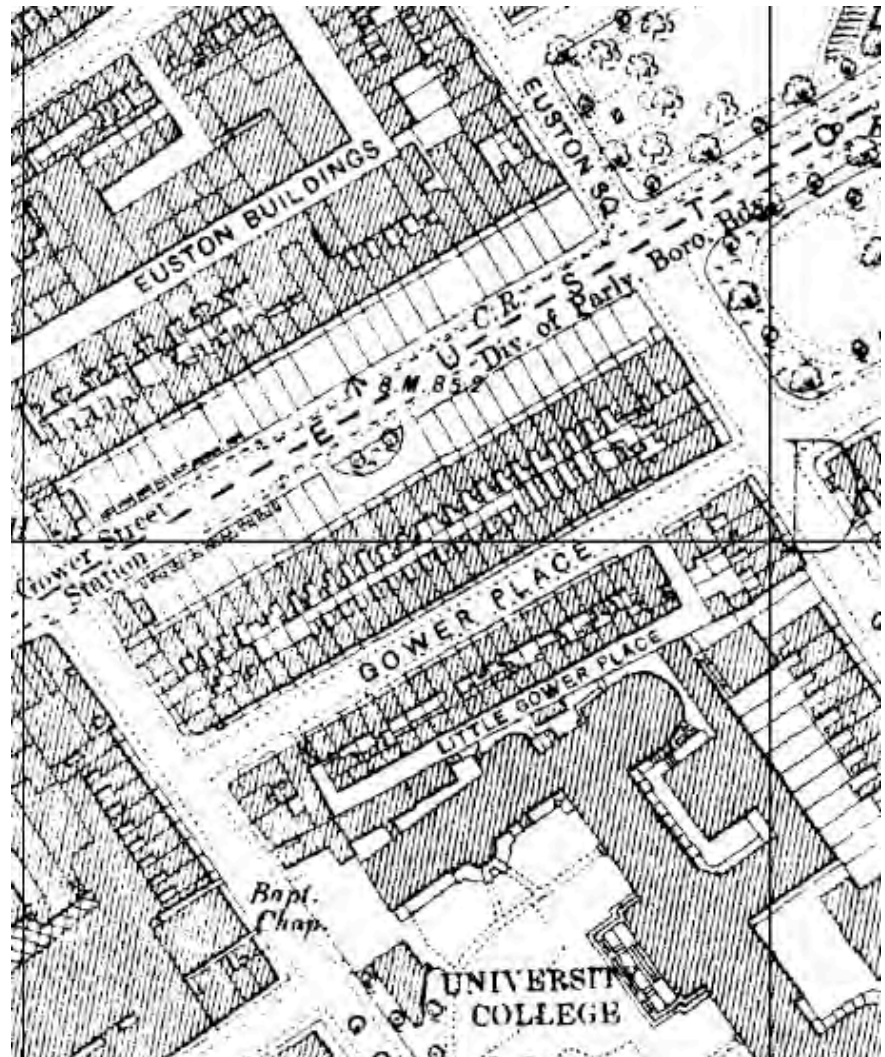 EUSTON SQ
EUSTON BUILDINGS
C.R.
Div. of Parly. Boro. Bdy.
B.M. 85.2
E U S T O
Gower Street
Station
GOWER PLACE
LITTLE GOWER PLACE
Bapt.
Chap.
UNIVERSITY
COLLEGE